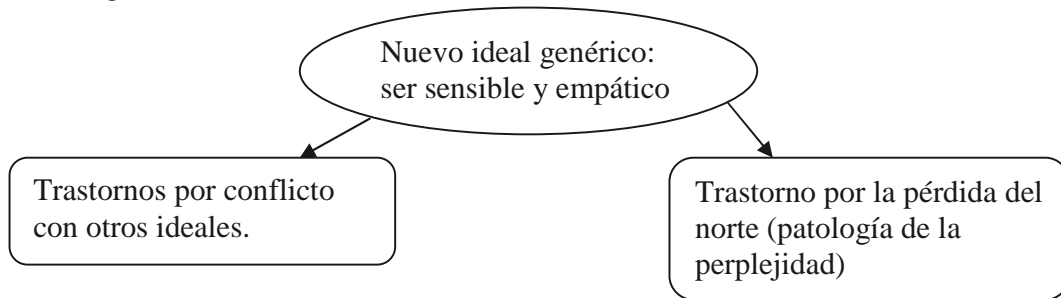 Nuevo ideal genérico:
ser sensible y empático
Trastornos por conflicto
con otros ideales.
Trastorno por la pérdida del
norte (patología de la
perplejidad)